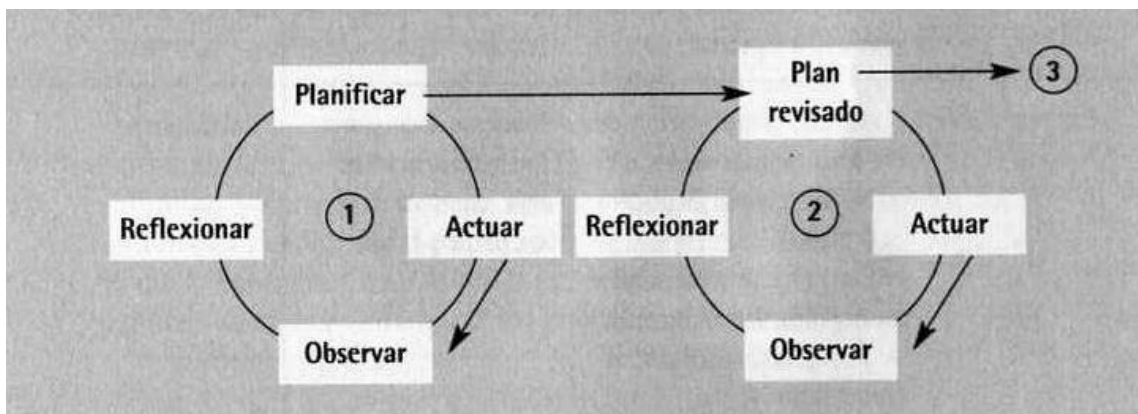 Planificar
Plan
revisado
3
Reflexionar
1
Actuar
Reflexionar
2
Actuar
Observar
Observar